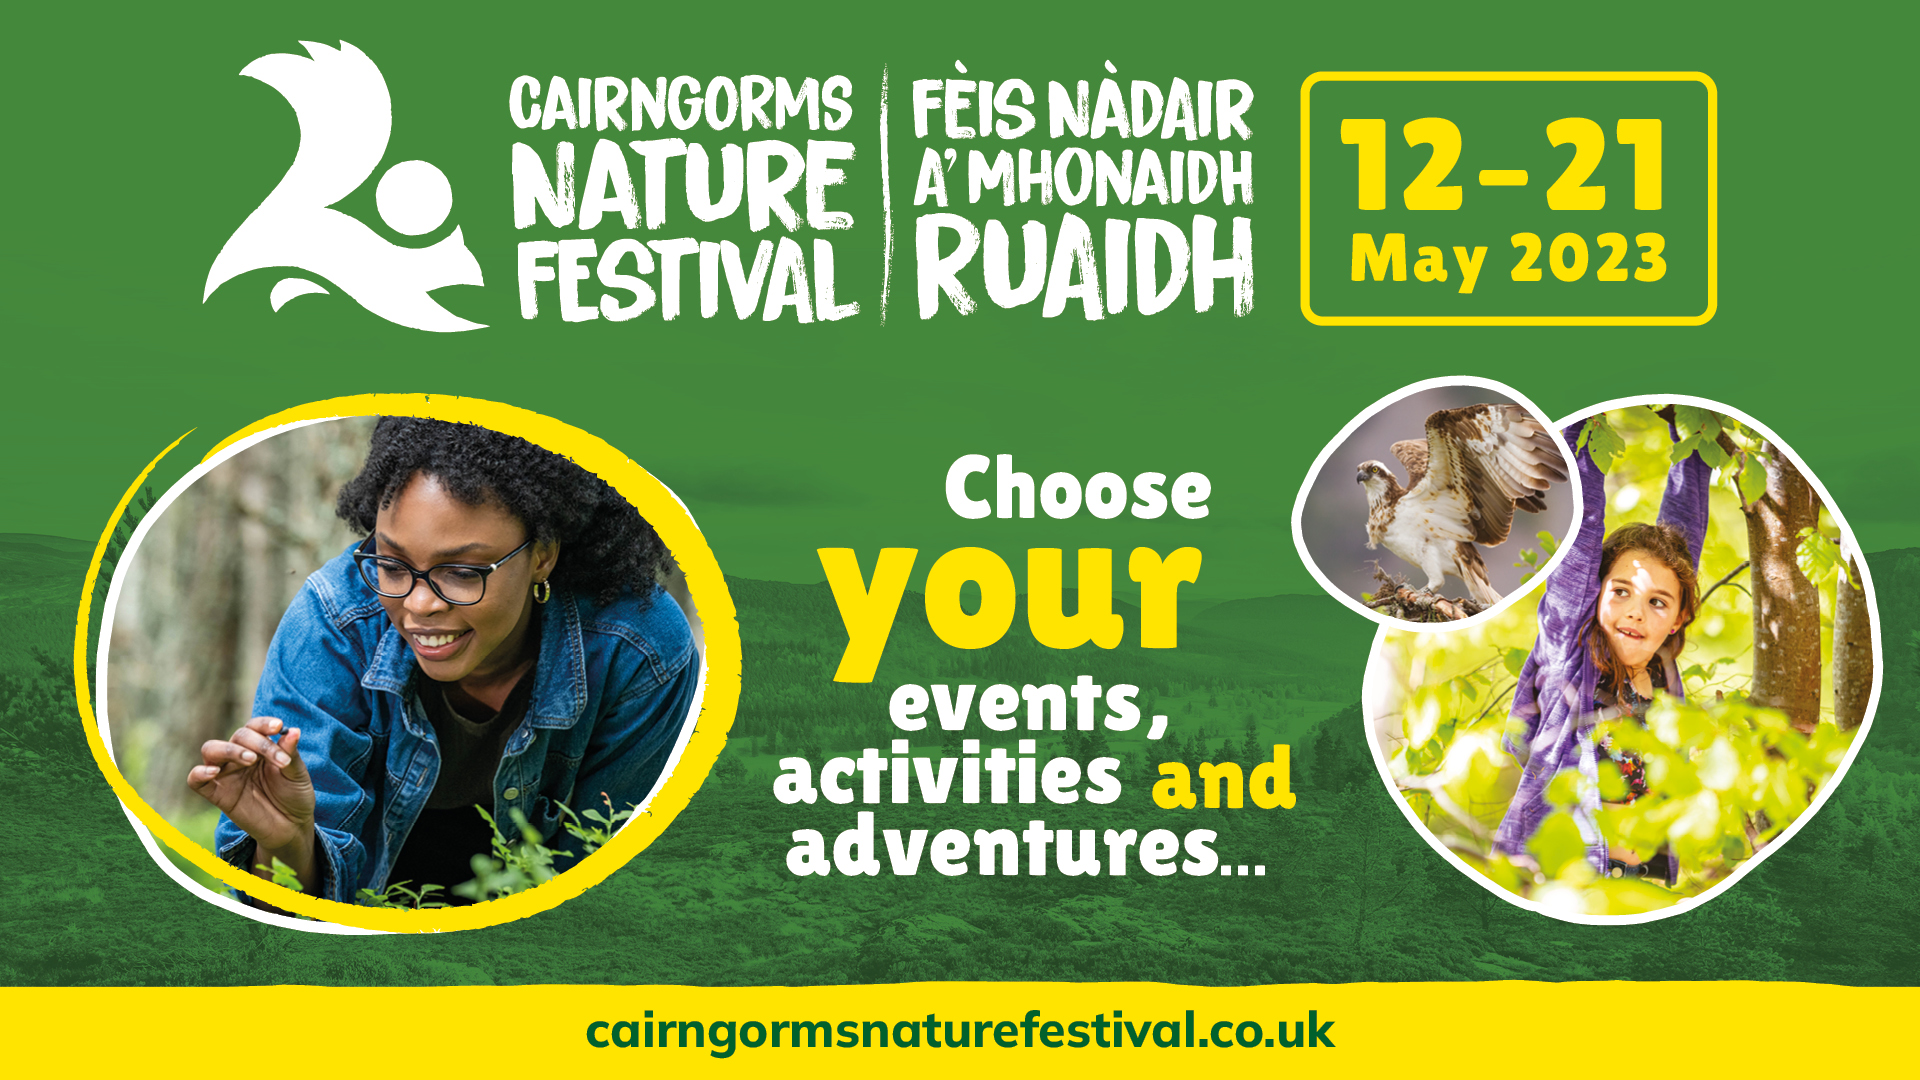 CAIRNGORMS
NATURE
FESTIVAL
FÈIS NÀDAIR
A' MHONAIDH
RUAIDH
12-21
May 2023
Choose
your
events,
activities and
adventures...
cairngormsnaturefestival.co.uk